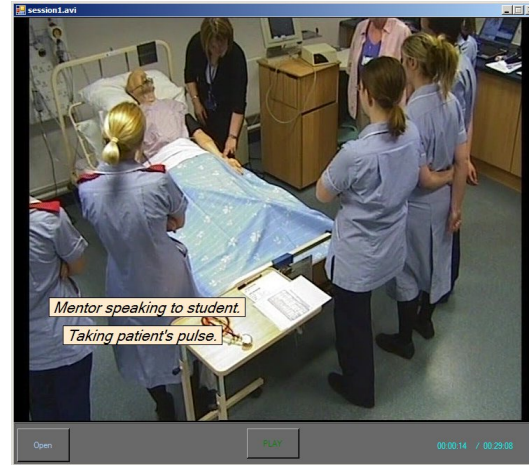 session1.avi
Mentor speaking to student.
Taking patient's pulse.
Open
PLAY
00:00:14 / 00:29:08